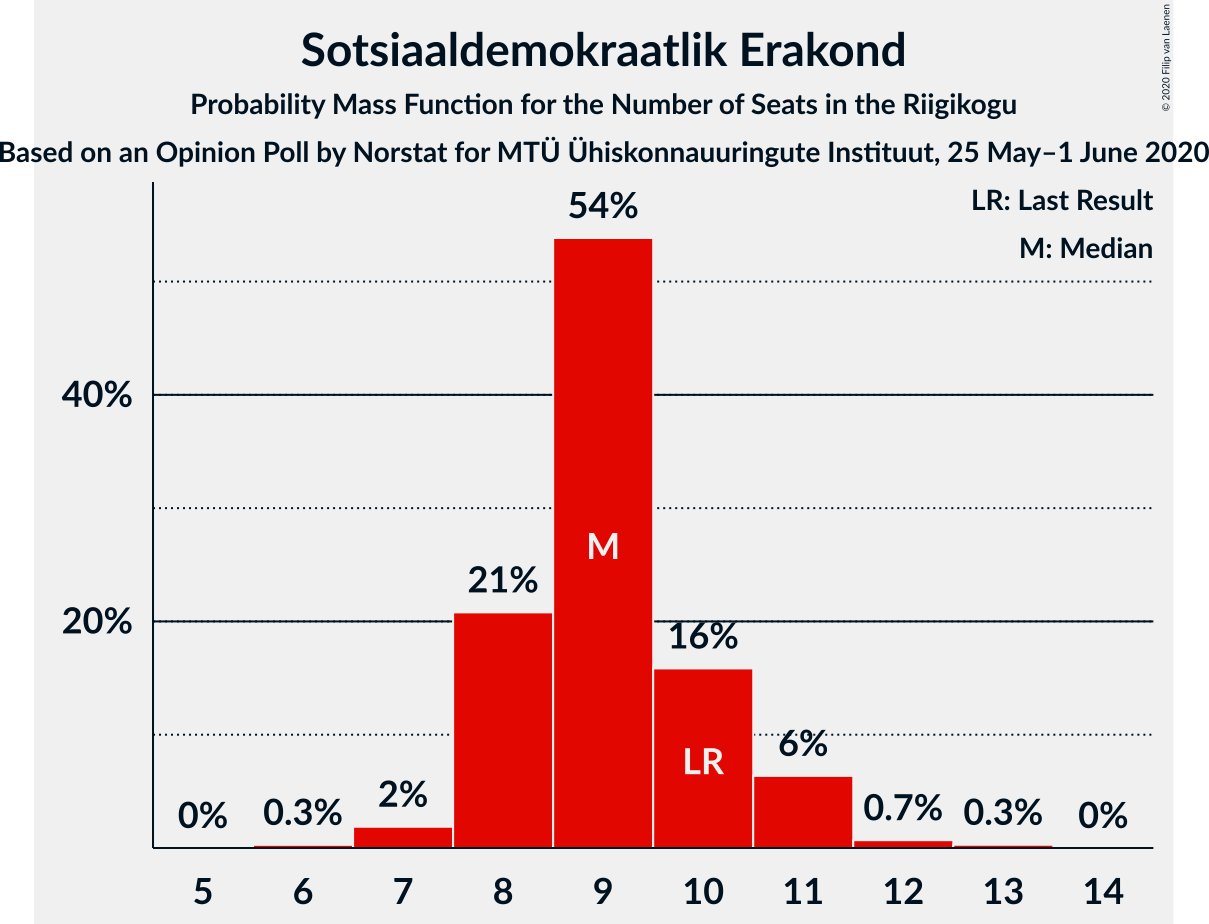 Sotsiaaldemokraatlik Erakond
Probability Mass Function for the Number of Seats in the Riigikogu
Based on an Opinion Poll by Norstat for MTÜ Ühiskonnauuringute Instituut, 25 May–1 June 2020
© 2020 Filip van Laenen
LR: Last Result
M: Median
54%
40%
M
21%
20%
16%
LR
6%
2%
0%
0.3%
0.7%
0.3%
0%
5 6 7 8 9 10 11 12 13 14